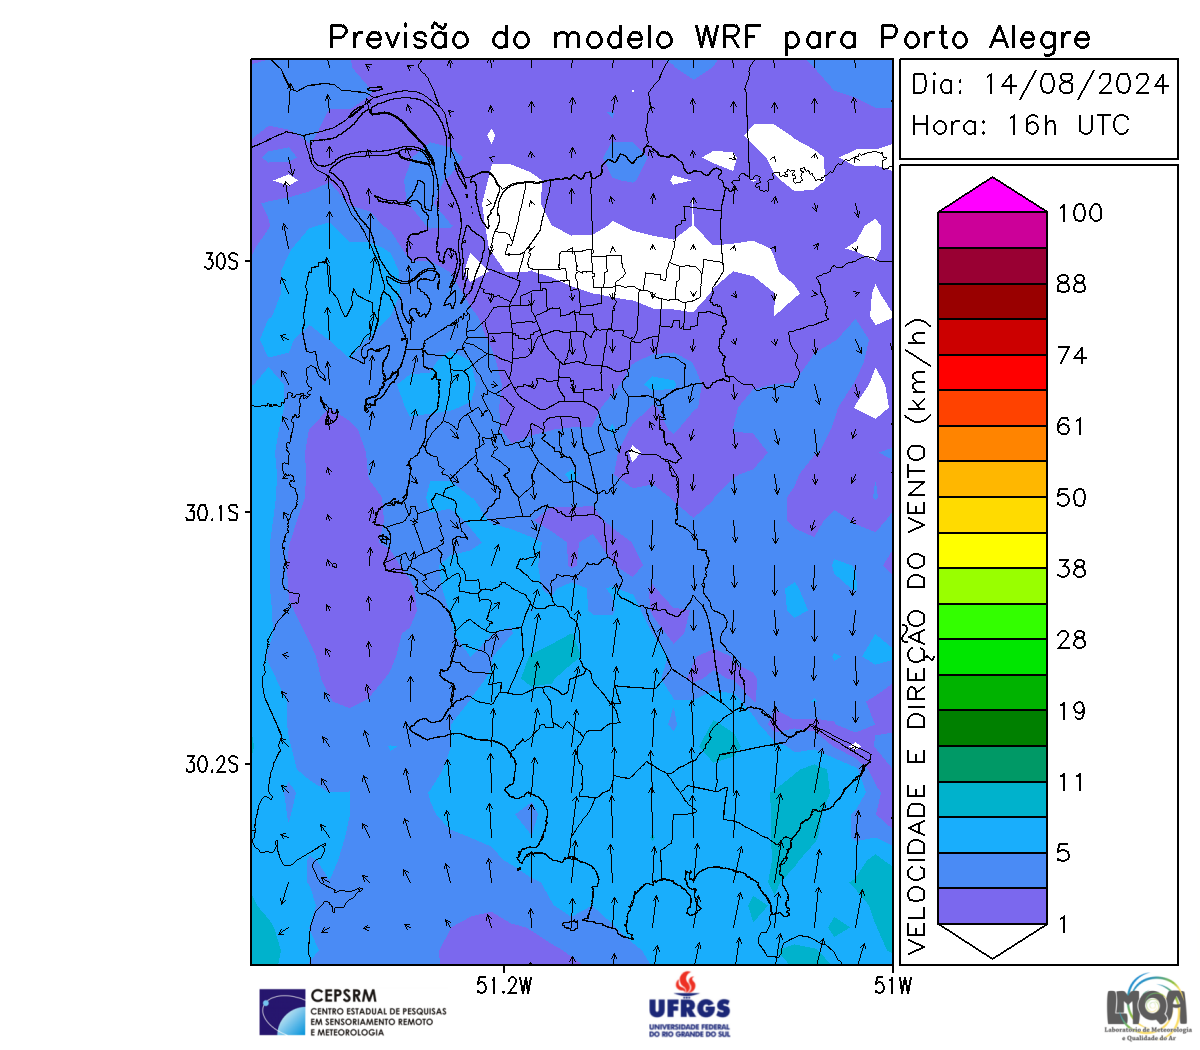 Previsão do modelo WRF para Porto Alegre
Dia: 14/08/2024
Hora: 16h UTC
30S
30.1S
30.2S
51.2W
51W
VELOCIDADE E DIREÇÃO DO VENTO (km/h)
100
88
74
61
50
38
28
19
11
5
1
CEPSRM
CENTRO ESTADUAL DE PESQUISAS
EM SENSORIAMENTO REMOTO
E METEOROLOGIA
UFRGS
UNIVERSIDADE FEDERAL
DO RIO GRANDE DO SUL
LMQA
Laboratório de Meteorologia
e Qualidade do Ar